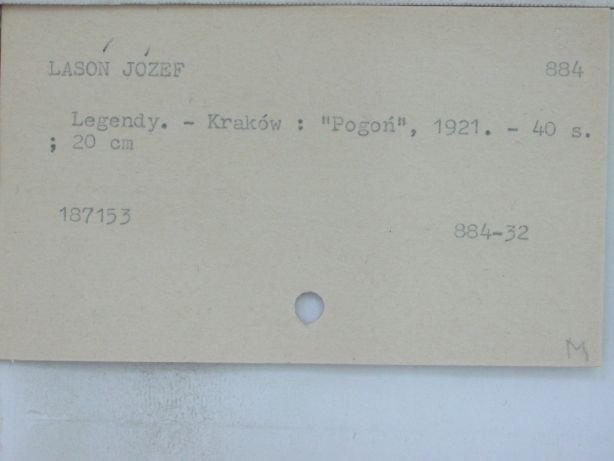 LASOŃ JÓZEF 884
Legendy. - Kraków : "Pogoń", 1921. - 40 s.
; 20 cm
187153
884-32
M